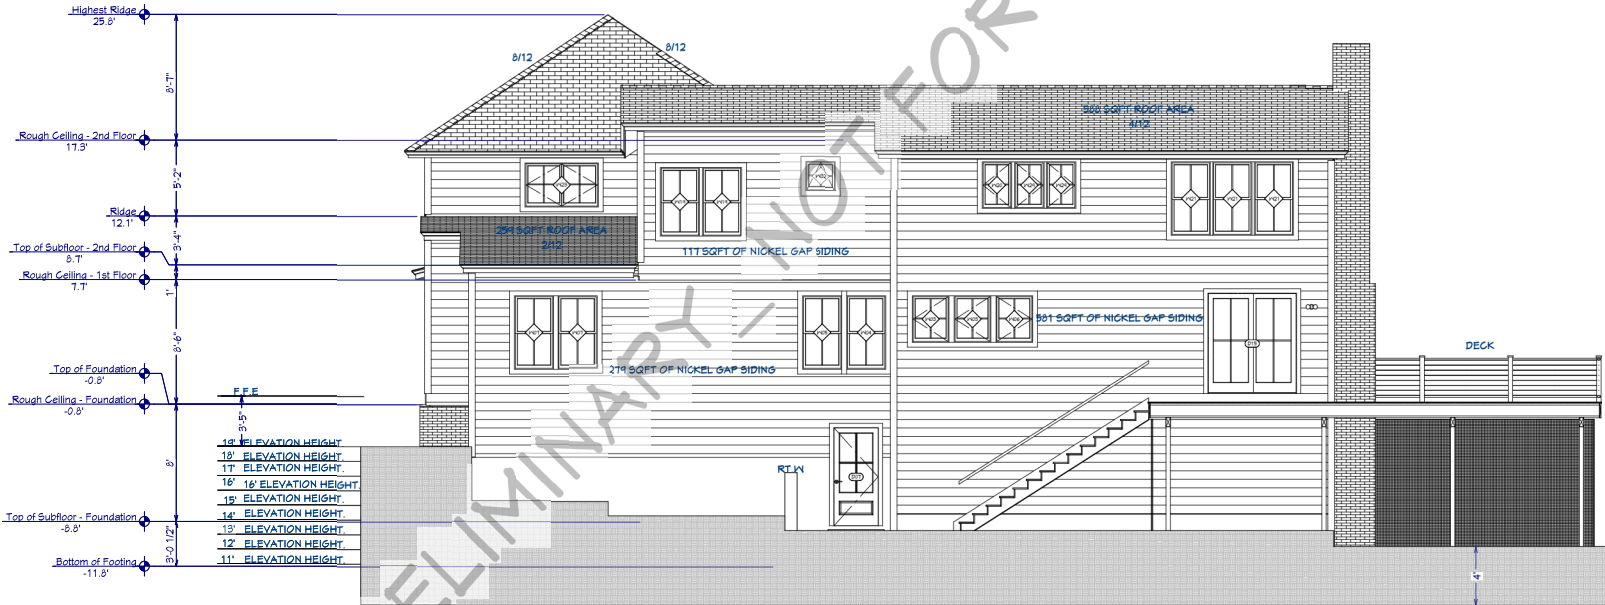 Highest Ridge
25.8'
8'-7"
8/12
8/12
Rough Ceiling - 2nd Floor
17.3'
588 SQFT ROOF AREA
4/12
5'-2"
Ridge
12.1'
259 SQFT ROOF AREA
2/12
3'-4"
Top of Subfloor - 2nd Floor
8.7'
117 SQFT OF NICKEL GAP SIDING
Rough Ceiling - 1st Floor
7.7'
1'
581 SQFT OF NICKEL GAP SIDING
8'-6"
DECK
Top of Foundation
-0.8'
279 SQFT OF NICKEL GAP SIDING
Rough Ceiling - Foundation
-0.8'
F.F.E
3'-5"
19' ELEVATION HEIGHT.
18' ELEVATION HEIGHT.
17' ELEVATION HEIGHT.
16' 16' ELEVATION HEIGHT.
15' ELEVATION HEIGHT.
14' ELEVATION HEIGHT.
13' ELEVATION HEIGHT.
12' ELEVATION HEIGHT.
11' ELEVATION HEIGHT.
8'
RT.W
Top of Subfloor - Foundation
-8.8'
3'-0 1/2"
Bottom of Footing
-11.8'
4'
ELIMINARY_NOT FOR